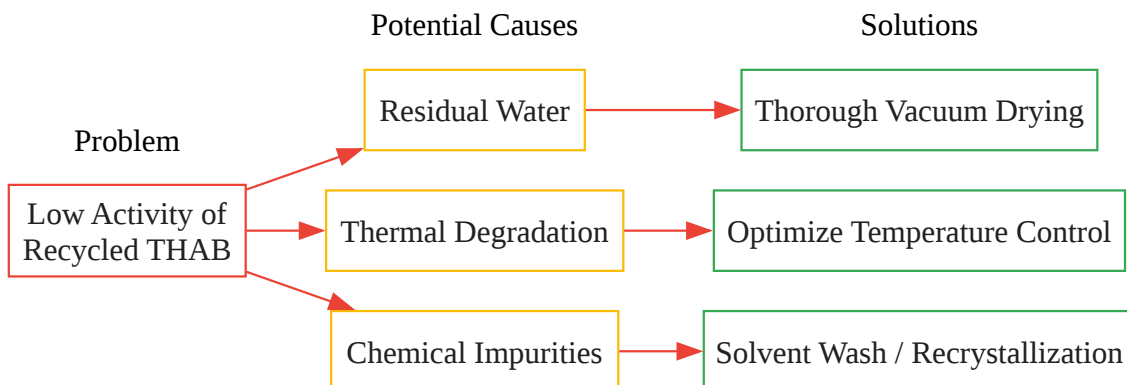 Potential Causes
Solutions
Residual Water
Thorough Vacuum Drying
Problem
Low Activity of
Recycled THAB
Thermal Degradation
Optimize Temperature Control
Chemical Impurities
Solvent Wash / Recrystallization